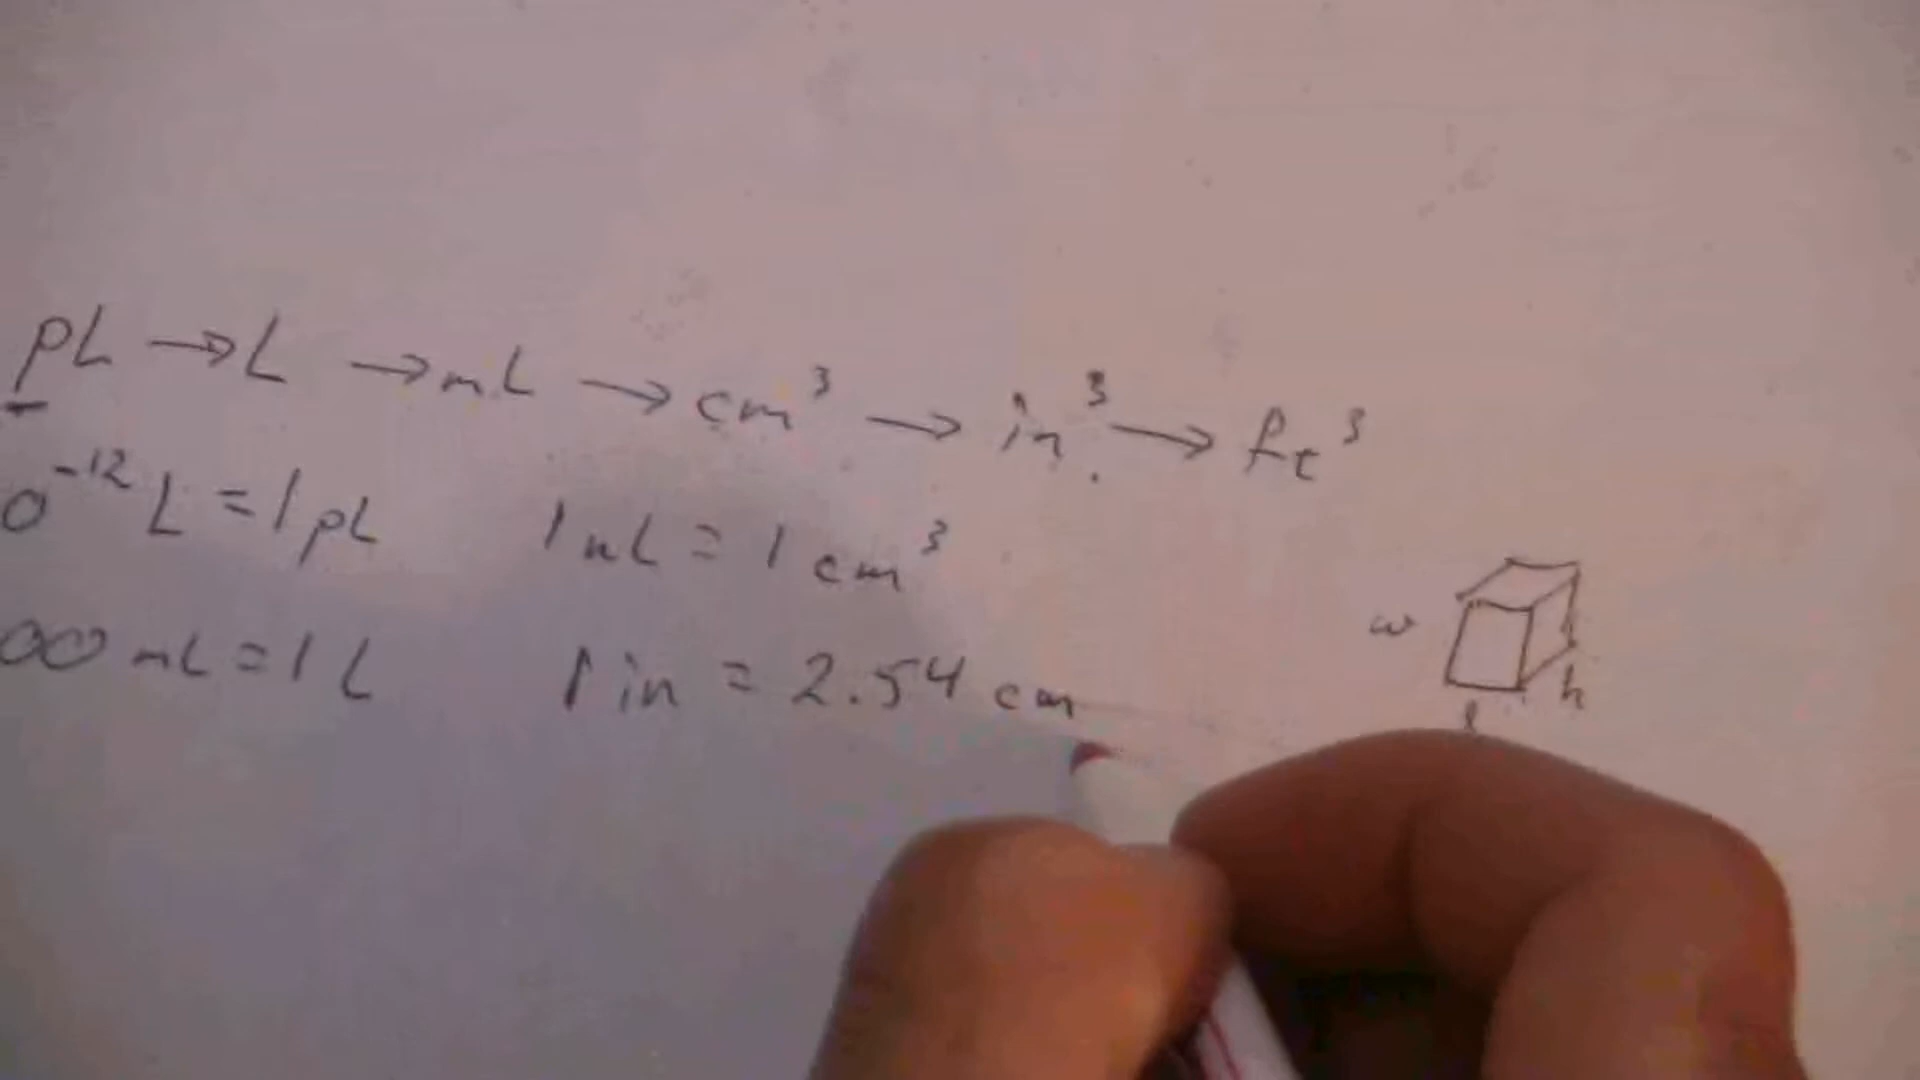 pL → L → mL → cm³ → in³ → ft³
0⁻¹² L = 1 pL
1 mL = 1 cm³
00 mL = 1 L
1 in = 2.54 cm
w
h
l